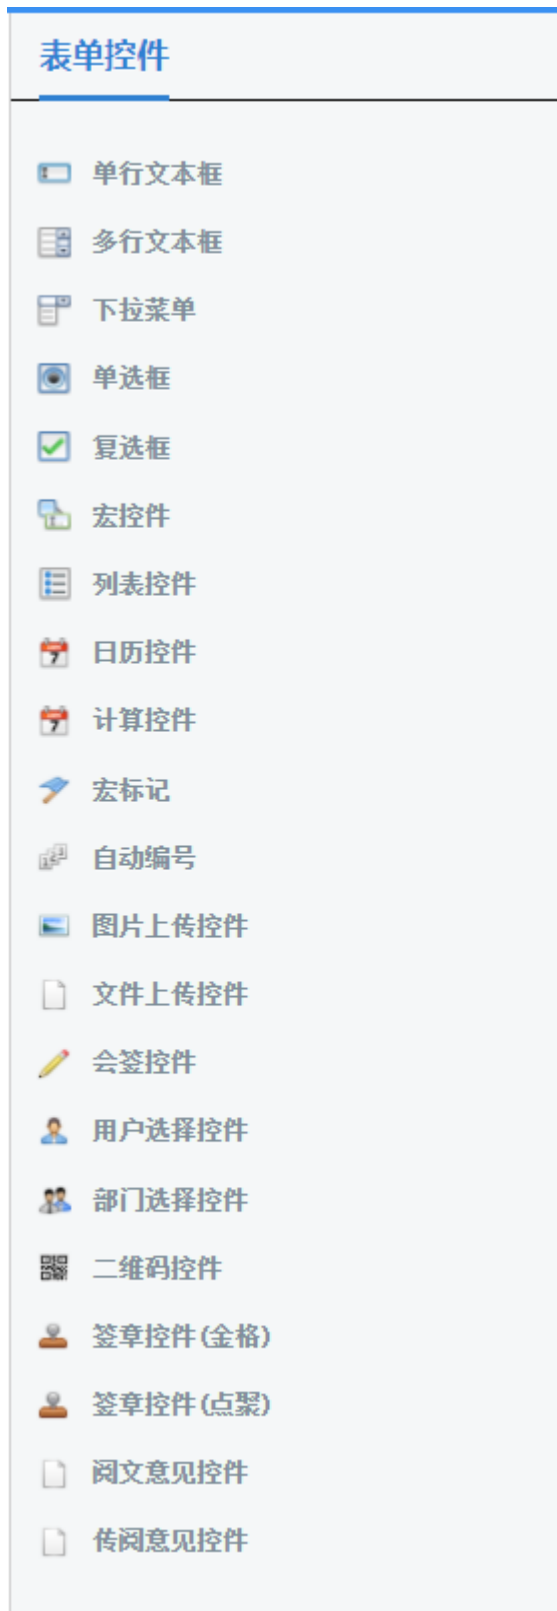 表单控件
单行文本框
多行文本框
下拉菜单
单选框
复选框
宏控件
列表控件
日历控件
计算控件
宏标记
自动编号
图片上传控件
文件上传控件
会签控件
用户选择控件
部门选择控件
二维码控件
签章控件(金格)
签章控件(点聚)
阅文意见控件
传阅意见控件